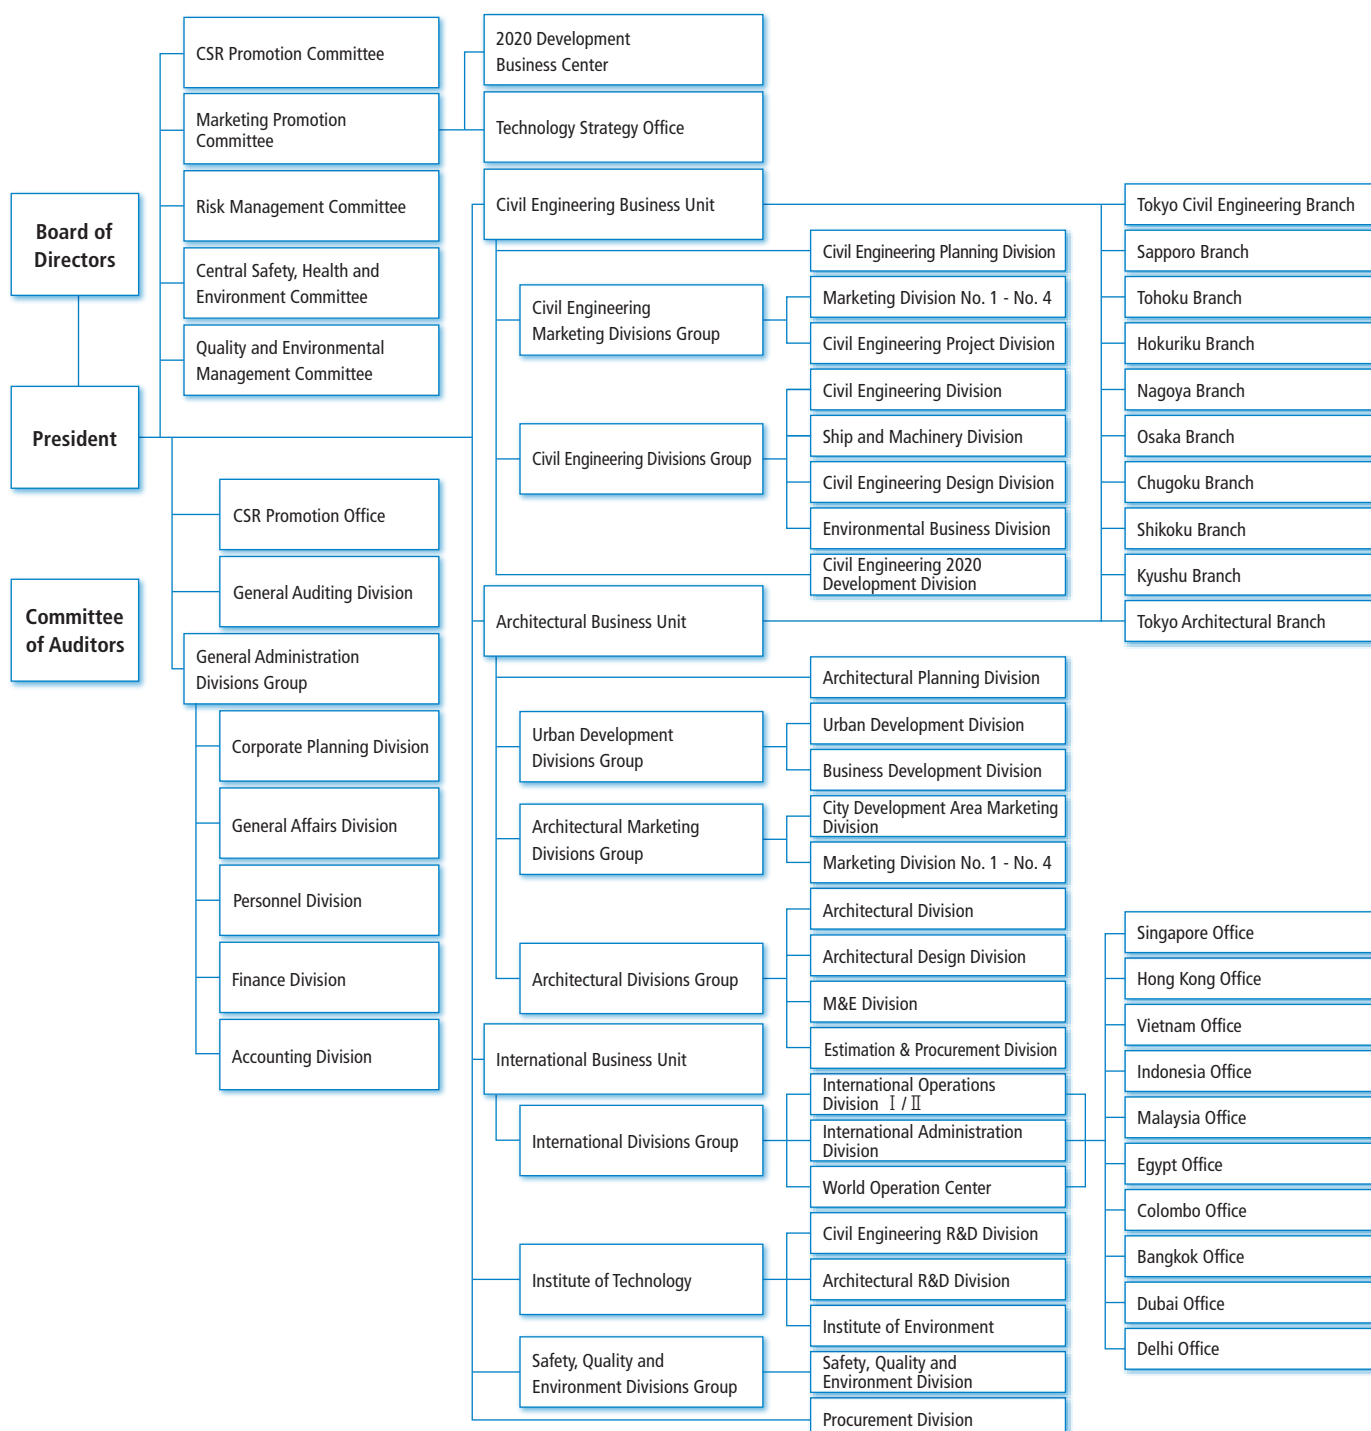 Board of
Directors
President
Committee
of Auditors
CSR Promotion Committee
Marketing Promotion
Committee
Risk Management Committee
Central Safety, Health and
Environment Committee
Quality and Environmental
Management Committee
CSR Promotion Office
General Auditing Division
General Administration
Divisions Group
Corporate Planning Division
General Affairs Division
Personnel Division
Finance Division
Accounting Division
2020 Development
Business Center
Technology Strategy Office
Civil Engineering Business Unit
Civil Engineering Planning Division
Civil Engineering
Marketing Divisions Group
Marketing Division No. 1 - No. 4
Civil Engineering Project Division
Civil Engineering Divisions Group
Civil Engineering Division
Ship and Machinery Division
Civil Engineering Design Division
Environmental Business Division
Civil Engineering 2020
Development Division
Architectural Business Unit
Architectural Planning Division
Urban Development
Divisions Group
Urban Development Division
Business Development Division
Architectural Marketing
Divisions Group
City Development Area Marketing
Division
Marketing Division No. 1 - No. 4
Architectural Divisions Group
Architectural Division
Architectural Design Division
M&E Division
Estimation & Procurement Division
International Business Unit
International Divisions Group
International Operations
Division Ⅰ / Ⅱ
International Administration
Division
World Operation Center
Institute of Technology
Civil Engineering R&D Division
Architectural R&D Division
Institute of Environment
Safety, Quality and
Environment Divisions Group
Safety, Quality and
Environment Division
Procurement Division
Tokyo Civil Engineering Branch
Sapporo Branch
Tohoku Branch
Hokuriku Branch
Nagoya Branch
Osaka Branch
Chugoku Branch
Shikoku Branch
Kyushu Branch
Tokyo Architectural Branch
Singapore Office
Hong Kong Office
Vietnam Office
Indonesia Office
Malaysia Office
Egypt Office
Colombo Office
Bangkok Office
Dubai Office
Delhi Office